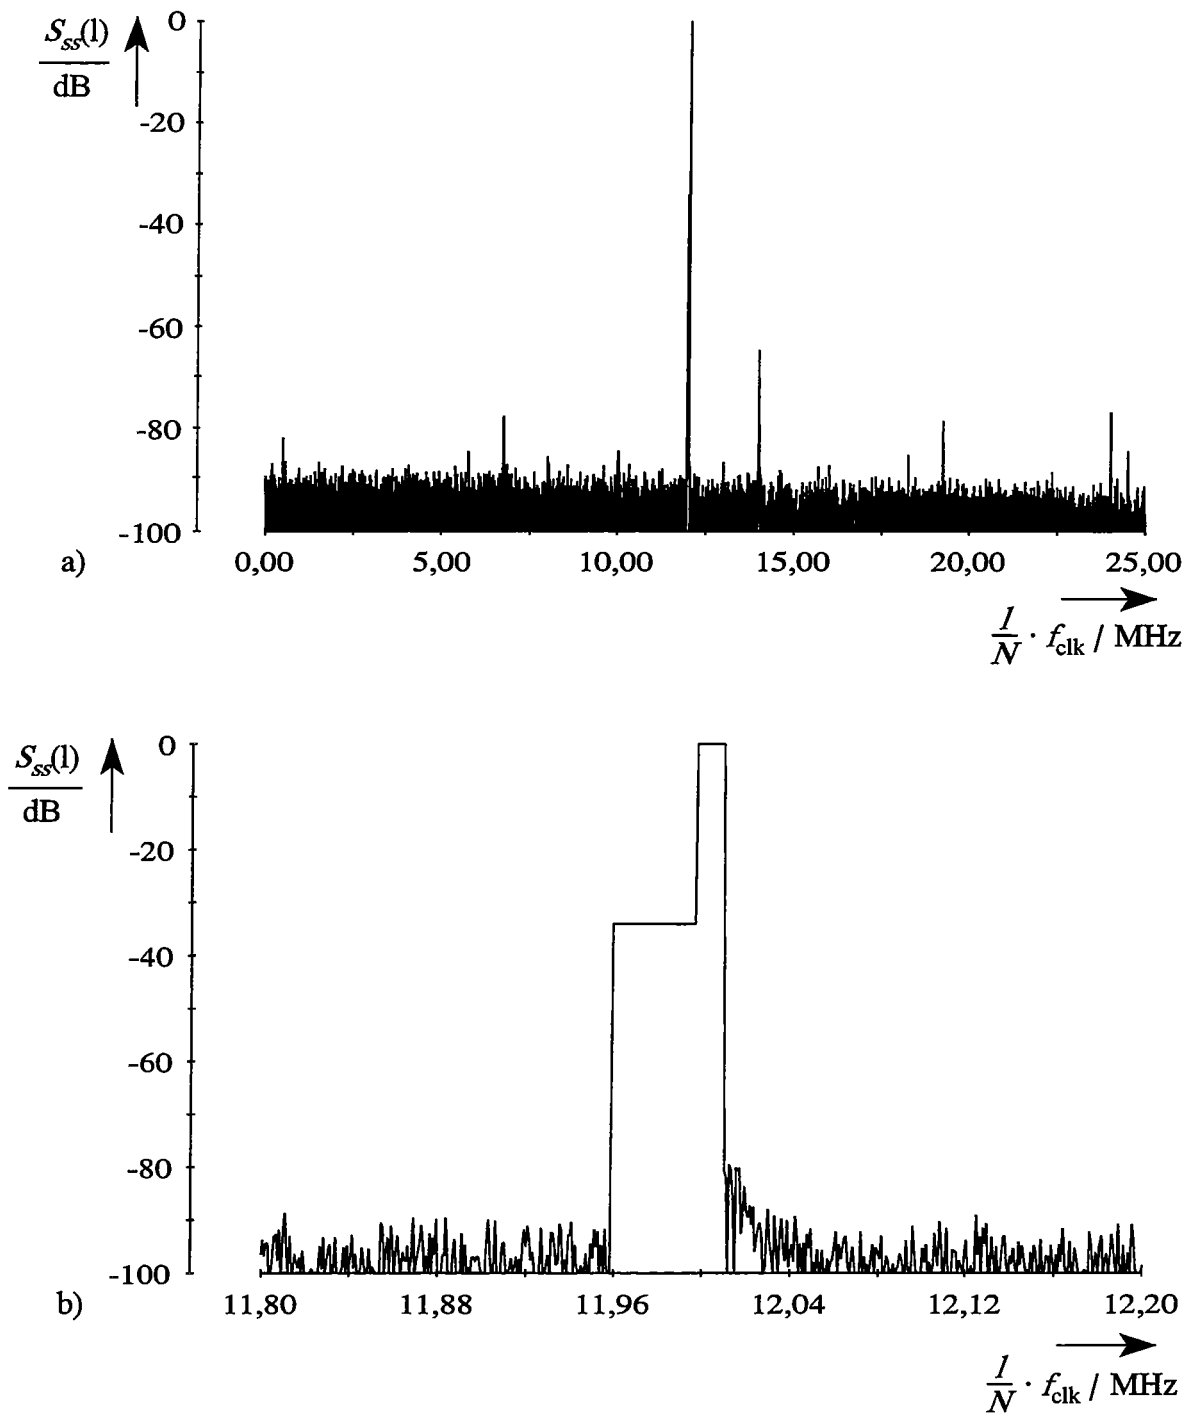 S_ss(l)
dB
0
-20
-40
-60
-80
-100
0,00 5,00 10,00 15,00 20,00 25,00
a)
l/N · f_clk / MHz
S_ss(l)
dB
0
-20
-40
-60
-80
-100
11,80 11,88 11,96 12,04 12,12 12,20
b)
l/N · f_clk / MHz